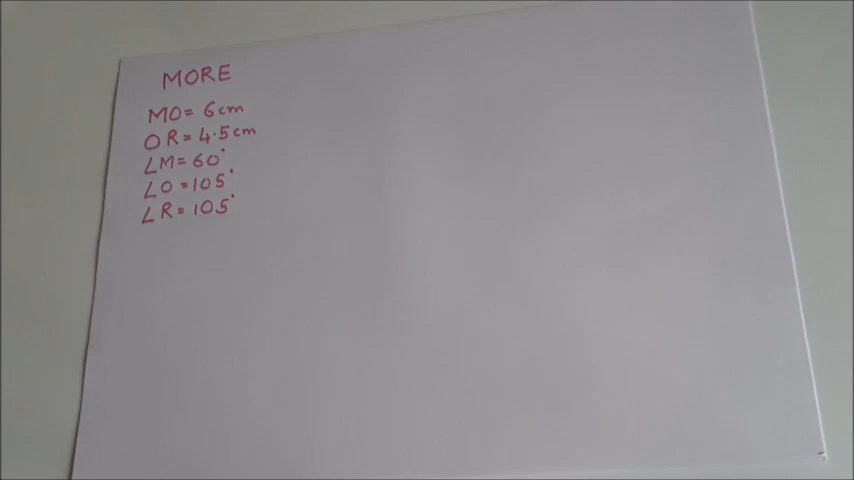 MORE
MO = 6cm
OR = 4.5cm
∠M = 60°
∠O = 105°
∠R = 105°